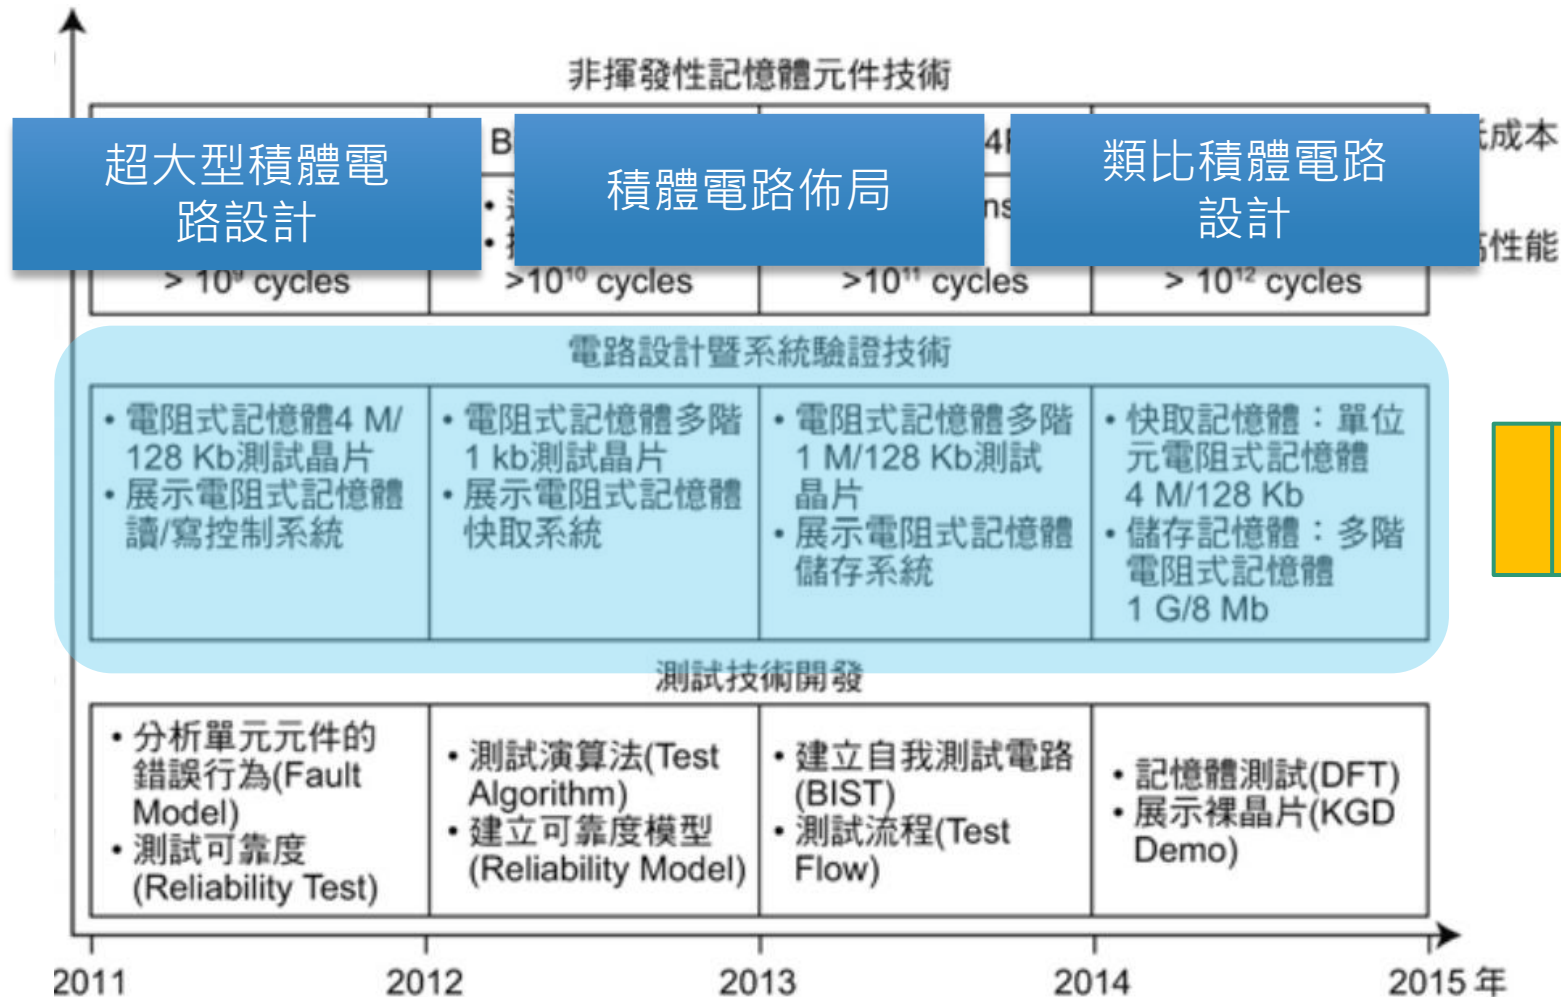 非揮發性記憶體元件技術
超大型積體電
路設計
積體電路佈局
類比積體電路
設計
成本
性能
> 10⁹ cycles
>10¹⁰ cycles
>10¹¹ cycles
> 10¹² cycles
電路設計暨系統驗證技術
• 電阻式記憶體4 M/
128 Kb測試晶片
• 展示電阻式記憶體
讀/寫控制系統
• 電阻式記憶體多階
1 kb測試晶片
• 展示電阻式記憶體
快取系統
• 電阻式記憶體多階
1 M/128 Kb測試
晶片
• 展示電阻式記憶體
儲存系統
• 快取記憶體：單位
元電阻式記憶體
4 M/128 Kb
• 儲存記憶體：多階
電阻式記憶體
1 G/8 Mb
測試技術開發
• 分析單元元件的
錯誤行為(Fault
Model)
• 測試可靠度
(Reliability Test)
• 測試演算法(Test
Algorithm)
• 建立可靠度模型
(Reliability Model)
• 建立自我測試電路
(BIST)
• 測試流程(Test
Flow)
• 記憶體測試(DFT)
• 展示裸晶片(KGD
Demo)
2011
2012
2013
2014
2015 年